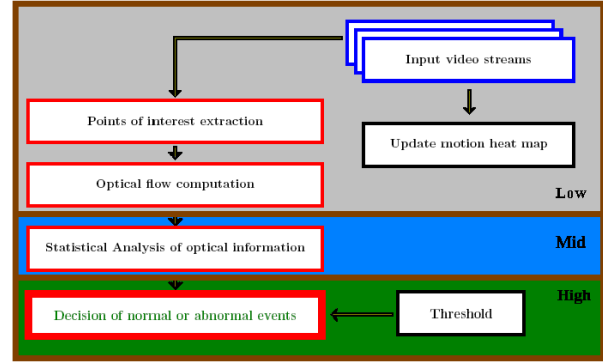 Input video streams
Points of interest extraction
Update motion heat map
Optical flow computation
Low
Statistical Analysis of optical information
Mid
High
Decision of normal or abnormal events
Threshold